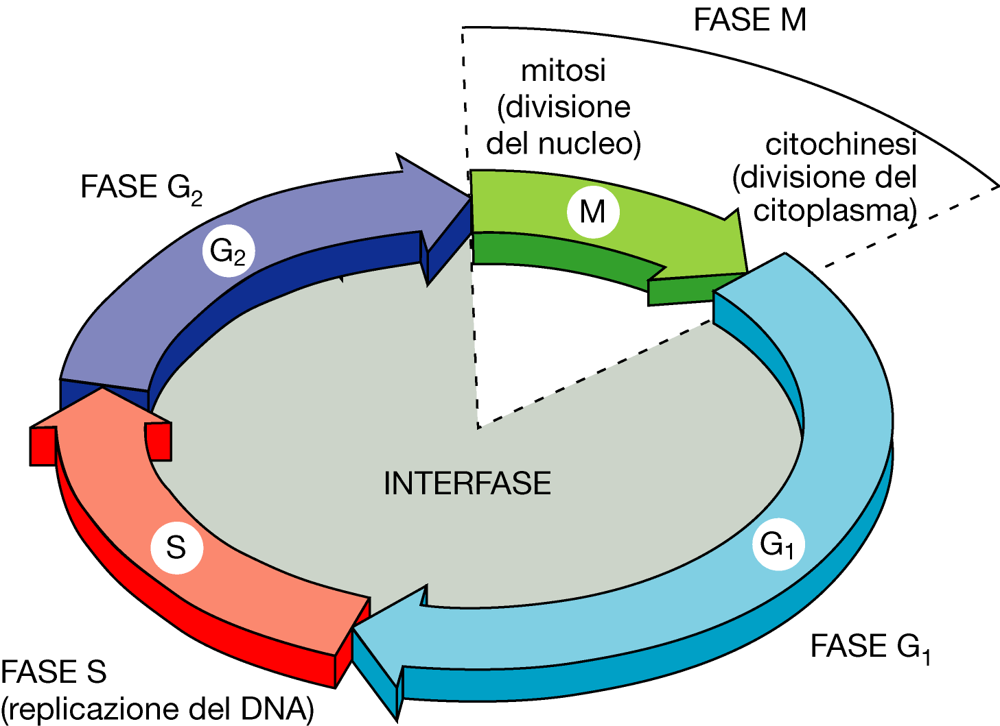 FASE M
mitosi
(divisione
del nucleo)
citochinesi
(divisione del
citoplasma)
FASE G₂
M
G₂
INTERFASE
S
G₁
FASE G₁
FASE S
(replicazione del DNA)